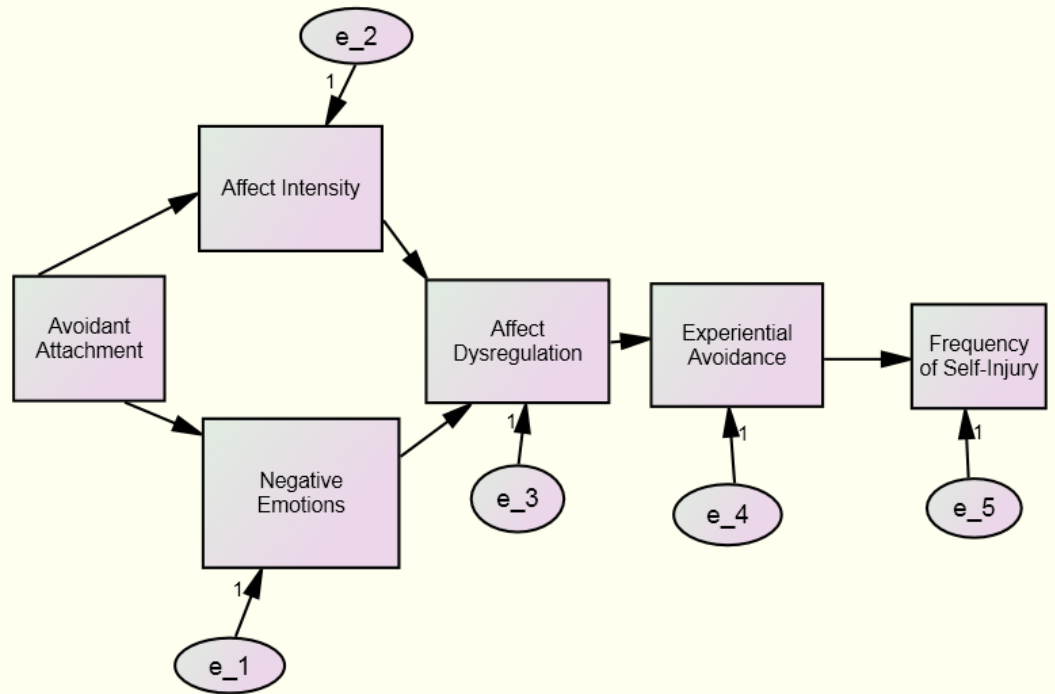 e_2
1
Affect Intensity
Avoidant
Attachment
Affect
Dysregulation
Experiential
Avoidance
Frequency
of Self-Injury
1
1
1
Negative
Emotions
e_3
e_4
e_5
1
e_1